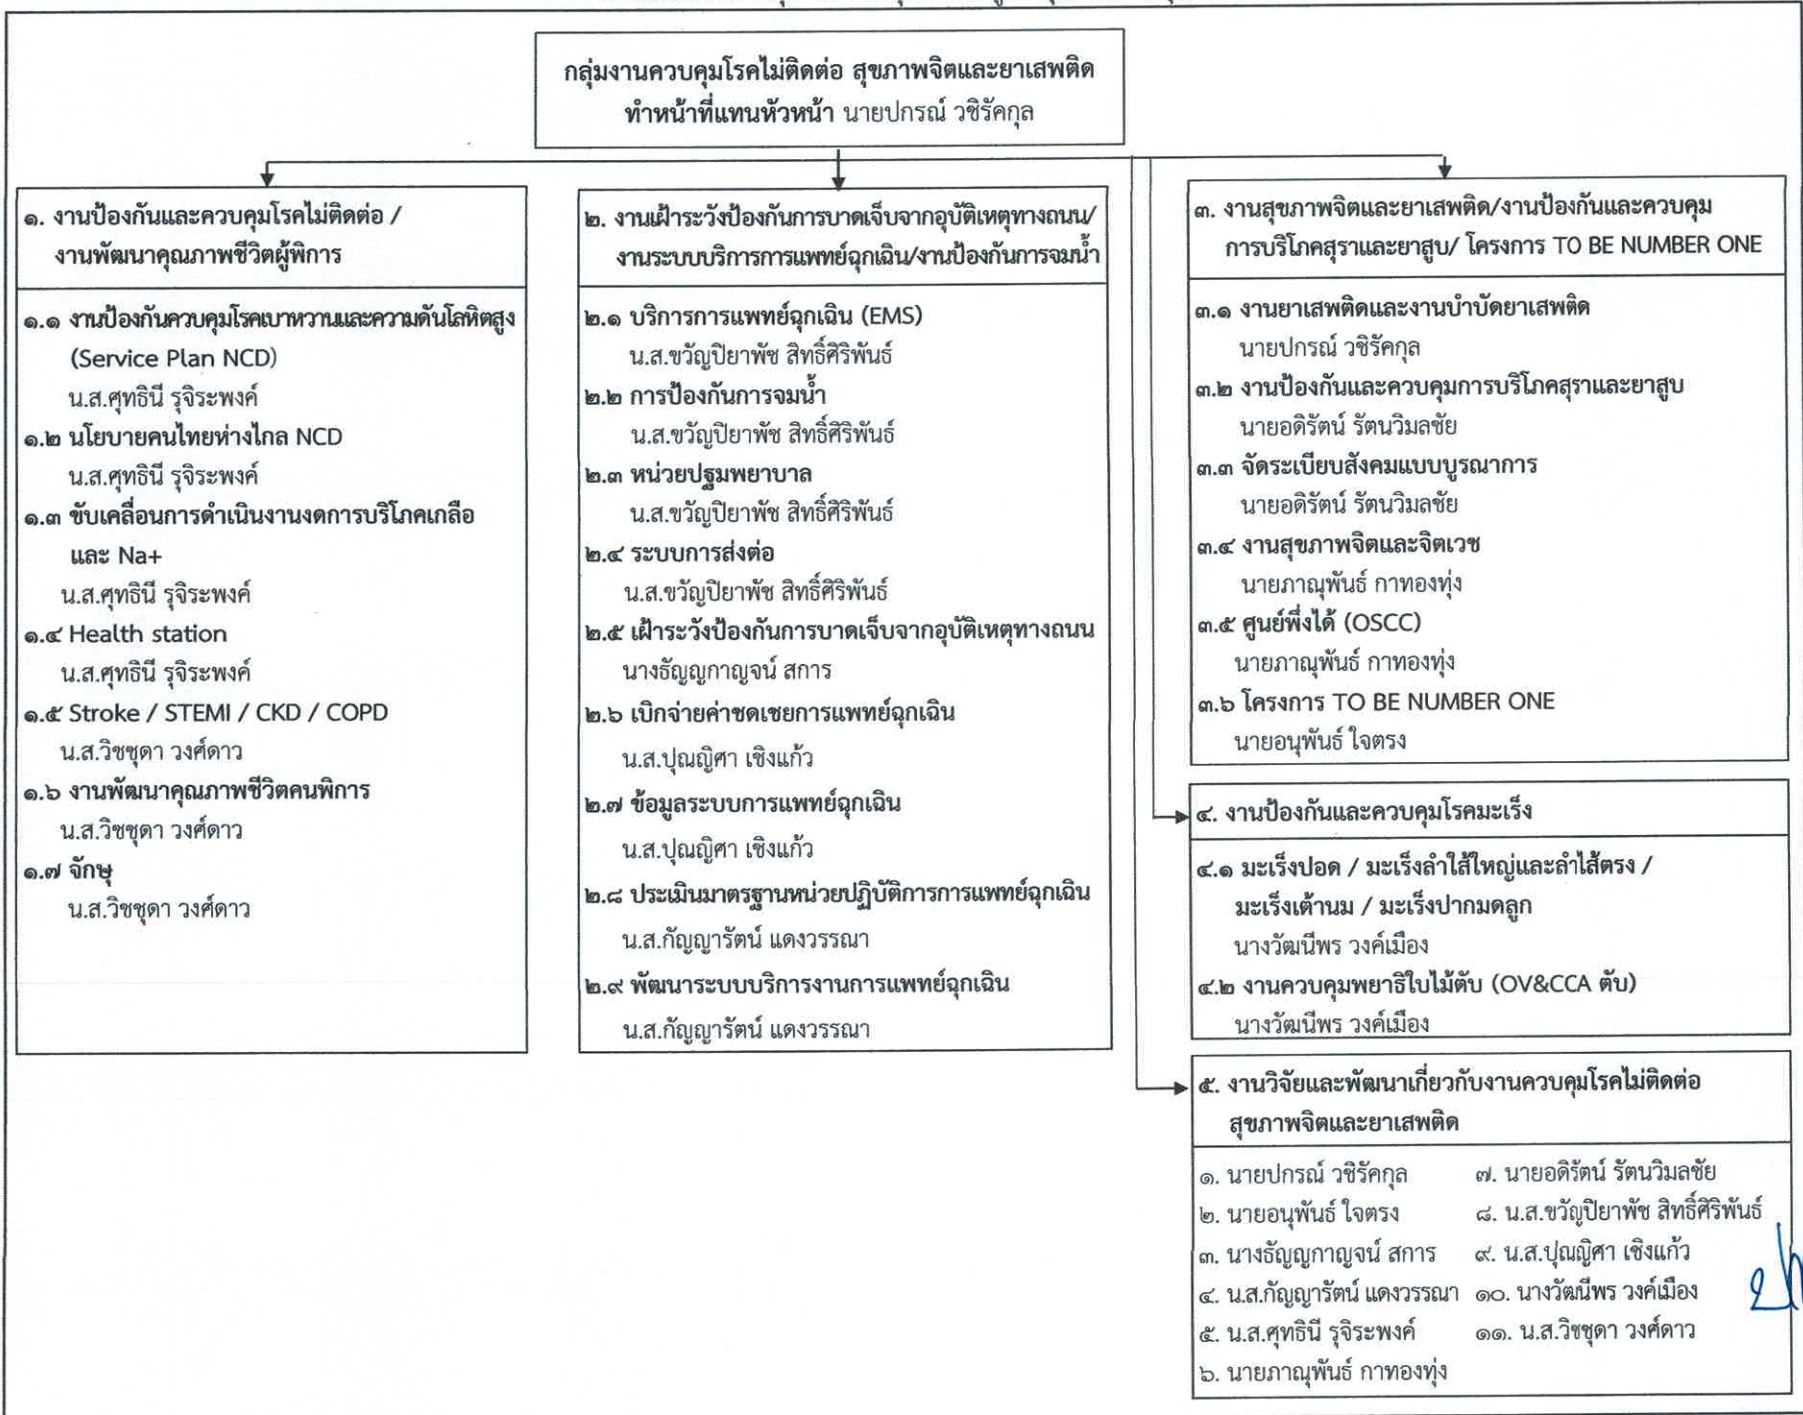 กลุ่มงานควบคุมโรคไม่ติดต่อ สุขภาพจิตและยาเสพติด
ทำหน้าที่แทนหัวหน้า นายปกรณ์ วชิรัคกุล
๑. งานป้องกันและควบคุมโรคไม่ติดต่อ /
งานพัฒนาคุณภาพชีวิตผู้พิการ
๑.๑ งานป้องกันควบคุมโรคเบาหวานและความดันโลหิตสูง
(Service Plan NCD)
น.ส.ศุทธินี รุจิระพงค์
๑.๒ นโยบายคนไทยห่างไกล NCD
น.ส.ศุทธินี รุจิระพงค์
๑.๓ ขับเคลื่อนการดำเนินงานงดการบริโภคเกลือ
และ Na+
น.ส.ศุทธินี รุจิระพงค์
๑.๔ Health station
น.ส.ศุทธินี รุจิระพงค์
๑.๕ Stroke / STEMI / CKD / COPD
น.ส.วิชชุดา วงศ์ดาว
๑.๖ งานพัฒนาคุณภาพชีวิตคนพิการ
น.ส.วิชชุดา วงศ์ดาว
๑.๗ จักษุ
น.ส.วิชชุดา วงศ์ดาว
๒. งานเฝ้าระวังป้องกันการบาดเจ็บจากอุบัติเหตุทางถนน/
งานระบบบริการการแพทย์ฉุกเฉิน/งานป้องกันการจมน้ำ
๒.๑ บริการการแพทย์ฉุกเฉิน (EMS)
น.ส.ขวัญปิยาพัช สิทธิ์ศิริพันธ์
๒.๒ การป้องกันการจมน้ำ
น.ส.ขวัญปิยาพัช สิทธิ์ศิริพันธ์
๒.๓ หน่วยปฐมพยาบาล
น.ส.ขวัญปิยาพัช สิทธิ์ศิริพันธ์
๒.๔ ระบบการส่งต่อ
น.ส.ขวัญปิยาพัช สิทธิ์ศิริพันธ์
๒.๕ เฝ้าระวังป้องกันการบาดเจ็บจากอุบัติเหตุทางถนน
นางธัญญกาญจน์ สการ
๒.๖ เบิกจ่ายค่าชดเชยการแพทย์ฉุกเฉิน
น.ส.ปุณญิศา เชิงแก้ว
๒.๗ ข้อมูลระบบการแพทย์ฉุกเฉิน
น.ส.ปุณญิศา เชิงแก้ว
๒.๘ ประเมินมาตรฐานหน่วยปฏิบัติการการแพทย์ฉุกเฉิน
น.ส.กัญญารัตน์ แดงวรรณา
๒.๙ พัฒนาระบบบริการงานการแพทย์ฉุกเฉิน
น.ส.กัญญารัตน์ แดงวรรณา
๓. งานสุขภาพจิตและยาเสพติด/งานป้องกันและควบคุม
การบริโภคสุราและยาสูบ/ โครงการ TO BE NUMBER ONE
๓.๑ งานยาเสพติดและงานบำบัดยาเสพติด
นายปกรณ์ วชิรัคกุล
๓.๒ งานป้องกันและควบคุมการบริโภคสุราและยาสูบ
นายอดิรัตน์ รัตนวิมลชัย
๓.๓ จัดระเบียบสังคมแบบบูรณาการ
นายอดิรัตน์ รัตนวิมลชัย
๓.๔ งานสุขภาพจิตและจิตเวช
นายภาณุพันธ์ กาทองทุ่ง
๓.๕ ศูนย์พึ่งได้ (OSCC)
นายภาณุพันธ์ กาทองทุ่ง
๓.๖ โครงการ TO BE NUMBER ONE
นายอนุพันธ์ ใจตรง
๔. งานป้องกันและควบคุมโรคมะเร็ง
๔.๑ มะเร็งปอด / มะเร็งลำใส้ใหญ่และลำไส้ตรง /
มะเร็งเต้านม / มะเร็งปากมดลูก
นางวัฒนีพร วงค์เมือง
๔.๒ งานควบคุมพยาธิใบไม้ตับ (OV&CCA ตับ)
นางวัฒนีพร วงค์เมือง
๕. งานวิจัยและพัฒนาเกี่ยวกับงานควบคุมโรคไม่ติดต่อ
สุขภาพจิตและยาเสพติด
๑. นายปกรณ์ วชิรัคกุล ๗. นายอดิรัตน์ รัตนวิมลชัย
๒. นายอนุพันธ์ ใจตรง ๘. น.ส.ขวัญปิยาพัช สิทธิ์ศิริพันธ์
๓. นางธัญญกาญจน์ สการ ๙. น.ส.ปุณญิศา เชิงแก้ว
๔. น.ส.กัญญารัตน์ แดงวรรณา ๑๐. นางวัฒนีพร วงค์เมือง
๕. น.ส.ศุทธินี รุจิระพงค์ ๑๑. น.ส.วิชชุดา วงศ์ดาว
๖. นายภาณุพันธ์ กาทองทุ่ง